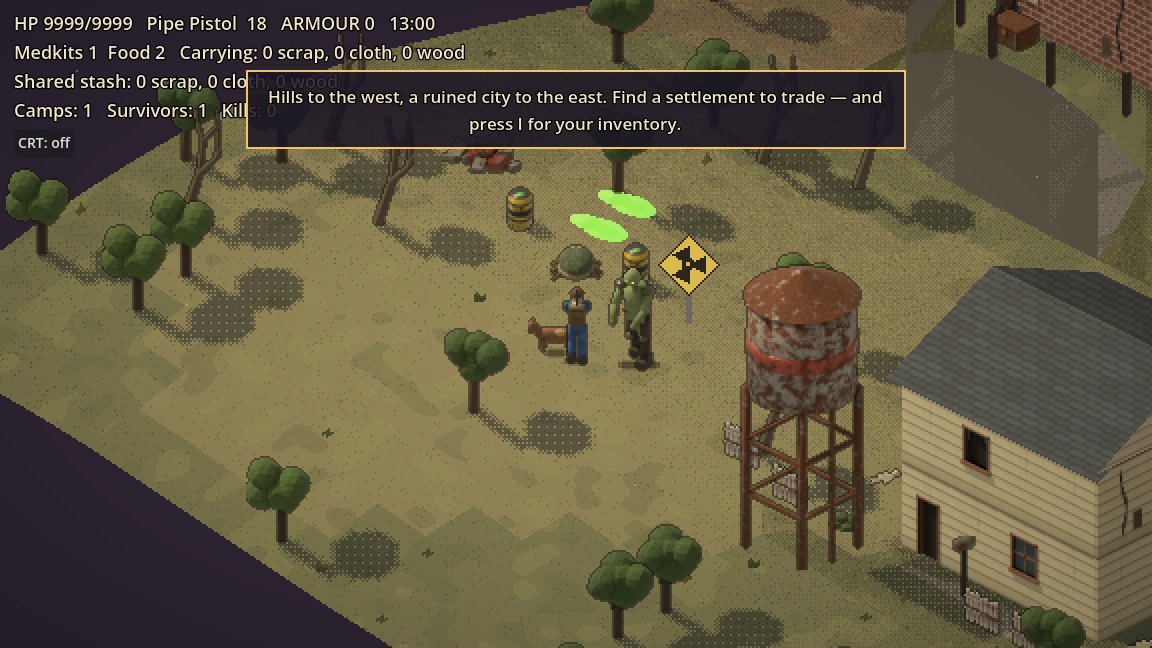 HP 9999/9999 Pipe Pistol 18 ARMOUR 0 13:00
Medkits 1 Food 2 Carrying: 0 scrap, 0 cloth, 0 wood
Shared stash: 0 scrap, 0 cloth, 0 wood
Camps: 1 Survivors: 1 Kills: 0
CRT: off
Hills to the west, a ruined city to the east. Find a settlement to trade — and
press I for your inventory.